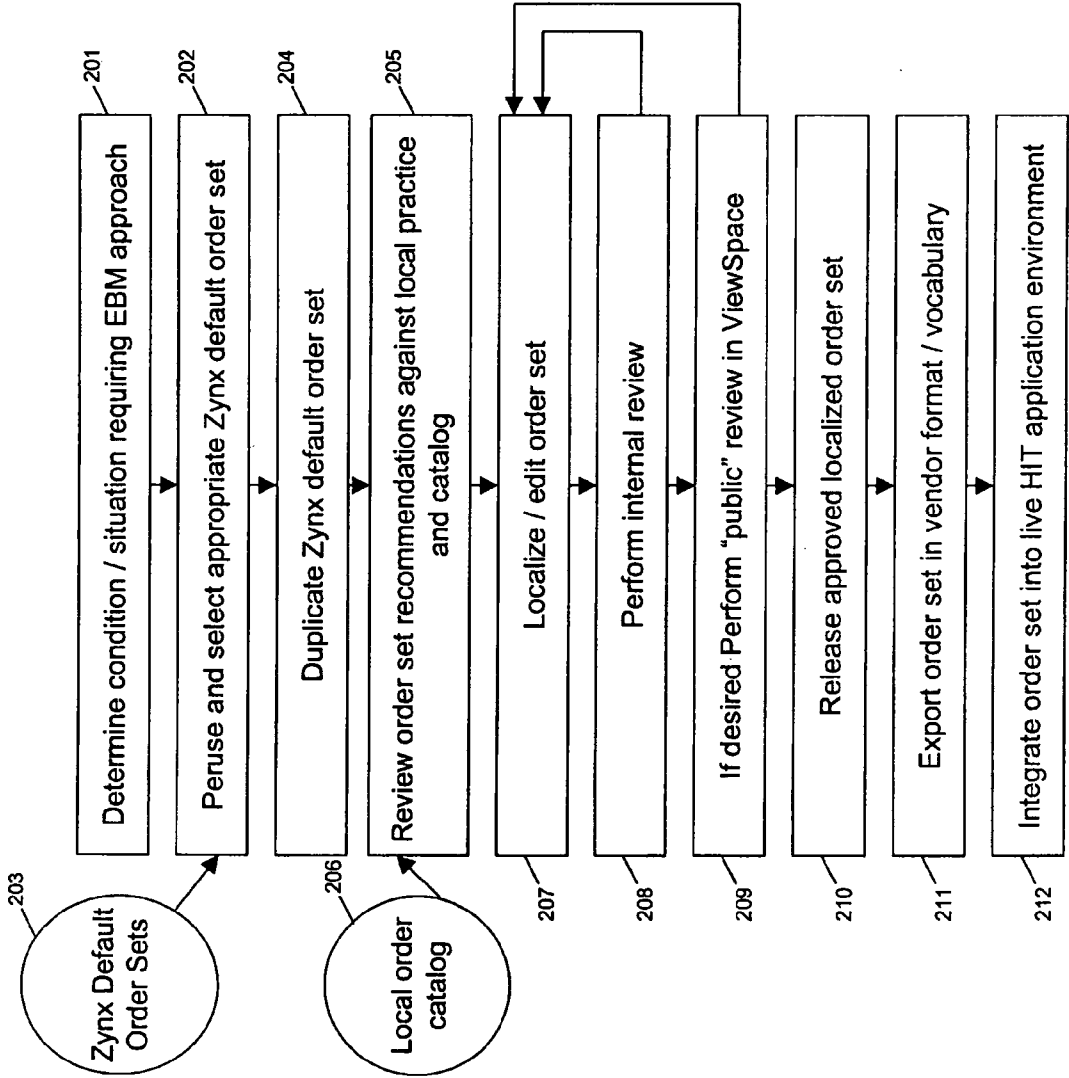 201
Determine condition / situation requiring EBM approach
203
Zynx Default
Order Sets
202
Peruse and select appropriate Zynx default order set
204
Duplicate Zynx default order set
206
Local order
catalog
205
Review order set recommendations against local practice
and catalog
207
Localize / edit order set
208
Perform internal review
209
If desired Perform "public" review in ViewSpace
210
Release approved localized order set
211
Export order set in vendor format / vocabulary
212
Integrate order set into live HIT application environment